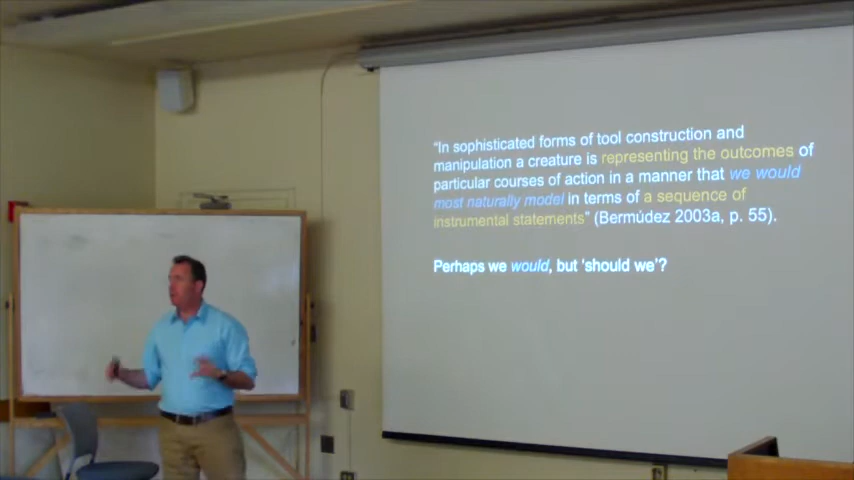 “In sophisticated forms of tool construction and
manipulation a creature is representing the outcomes of
particular courses of action in a manner that we would
most naturally model in terms of a sequence of
instrumental statements” (Bermúdez 2003a, p. 55).
Perhaps we would, but ‘should we’?